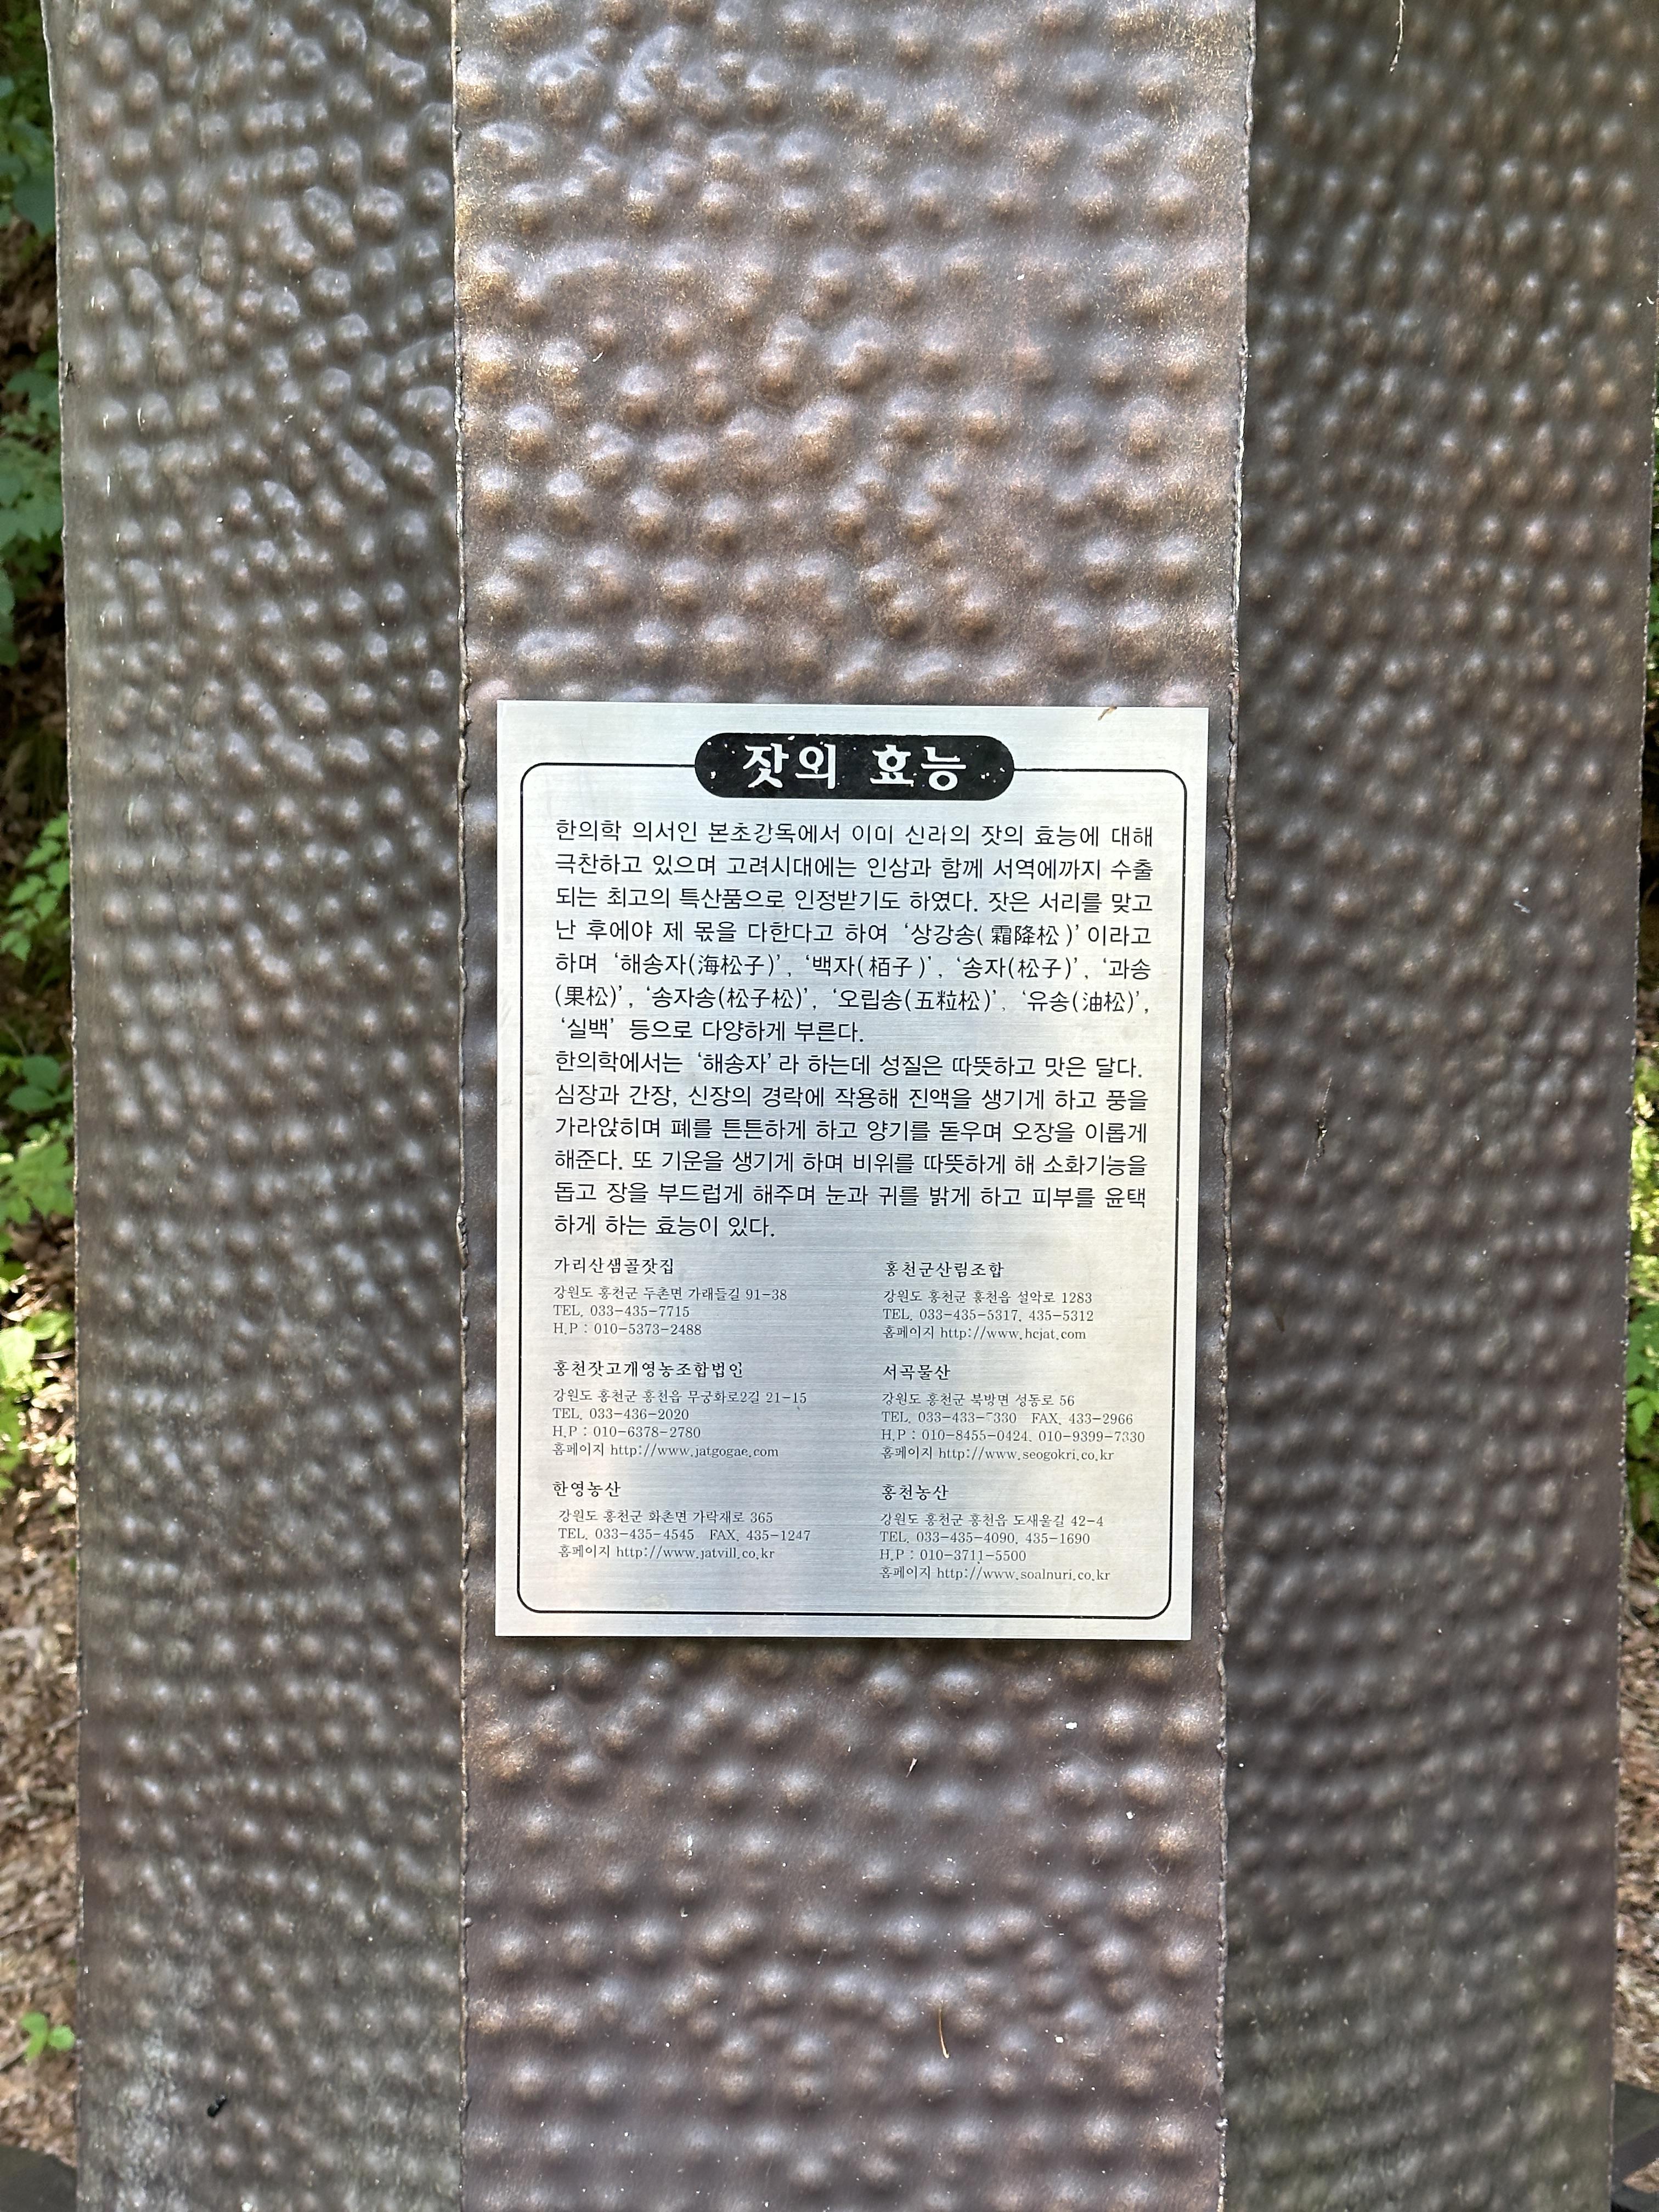 잣의 효능
한의학 의서인 본초강독에서 이미 신라의 잣의 효능에 대해
극찬하고 있으며 고려시대에는 인삼과 함께 서역에까지 수출
되는 최고의 특산품으로 인정받기도 하였다. 잣은 서리를 맞고
난 후에야 제 몫을 다한다고 하여 ‘상강송(霜降松)’이라고
하며 ‘해송자(海松子)’, ‘백자(栢子)’, ‘송자(松子)’, ‘과송
(果松)’, ‘송자송(松子松)’, ‘오립송(五粒松)’, ‘유송(油松)’,
‘실백’ 등으로 다양하게 부른다.
한의학에서는 ‘해송자’라 하는데 성질은 따뜻하고 맛은 달다.
심장과 간장, 신장의 경락에 작용해 진액을 생기게 하고 풍을
가라앉히며 폐를 튼튼하게 하고 양기를 돋우며 오장을 이롭게
해준다. 또 기운을 생기게 하며 비위를 따뜻하게 해 소화기능을
돕고 장을 부드럽게 해주며 눈과 귀를 밝게 하고 피부를 윤택
하게 하는 효능이 있다.
가리산샘골잣집
강원도 홍천군 두촌면 가래들길 91-38
TEL. 033-435-7715
H.P : 010-5373-2488
홍천군산림조합
강원도 홍천군 홍천읍 설악로 1283
TEL. 033-435-5317, 435-5312
홈페이지 http://www.hcjat.com
홍천잣고개영농조합법인
강원도 홍천군 홍천읍 무궁화로2길 21-15
TEL. 033-436-2020
H.P : 010-6378-2780
홈페이지 http://www.jatgogae.com
서곡물산
강원도 홍천군 북방면 성동로 56
TEL. FAX. 433-2966
H.P : 010-8455-0424, 010-9399-7330
홈페이지 http://www.seogokri.co.kr
한영농산
강원도 홍천군 화촌면 가락재로 365
TEL. 033-435-4545 FAX. 435-1247
홈페이지 http://www.jatvill.co.kr
홍천농산
강원도 홍천군 홍천읍 도새울길 42-4
TEL. 033-435-4090, 435-1690
H.P : 010-3711-5500
홈페이지 http://www.soalnuri.co.kr